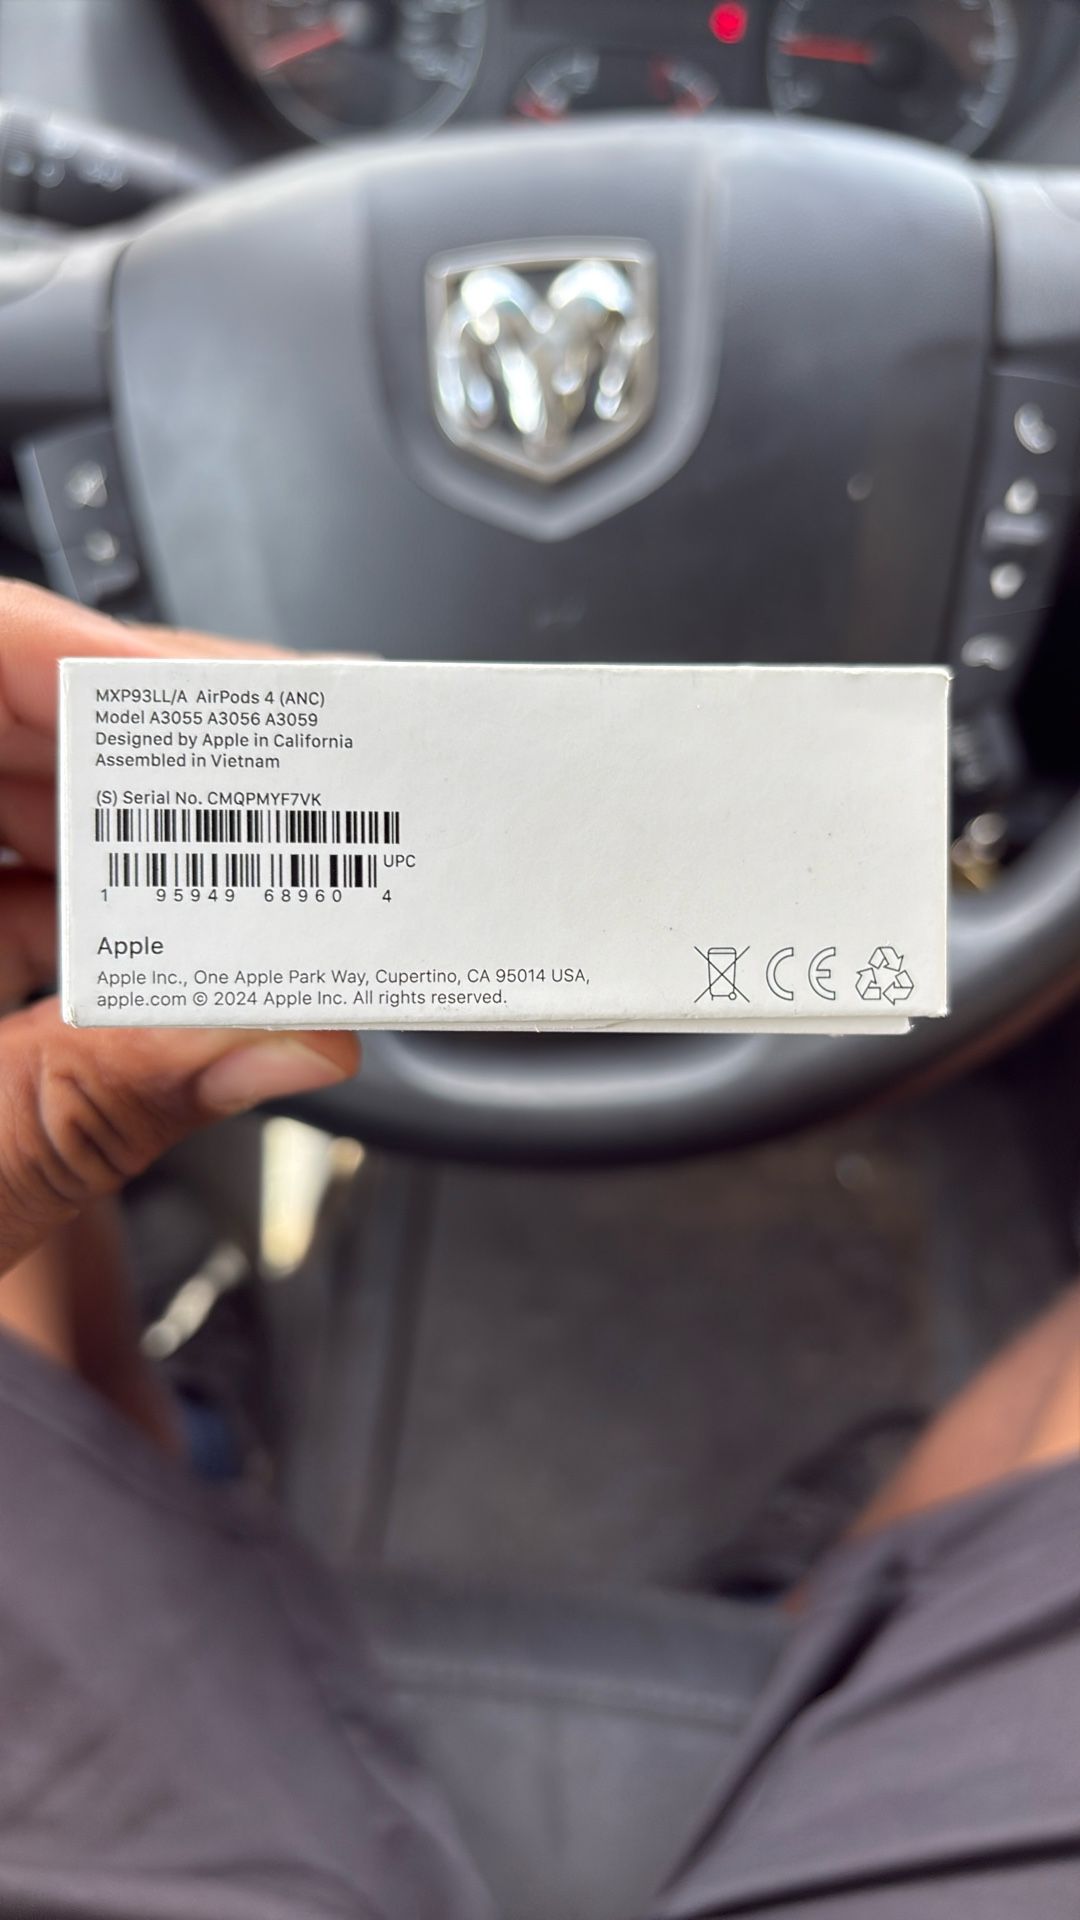 MXP93LL/A AirPods 4 (ANC)
Model A3055 A3056 A3059
Designed by Apple in California
Assembled in Vietnam
(S) Serial No. CMQPMYF7VK
UPC
1 95949 68960 4
Apple
Apple Inc., One Apple Park Way, Cupertino, CA 95014 USA,
apple.com © 2024 Apple Inc. All rights reserved.
CE